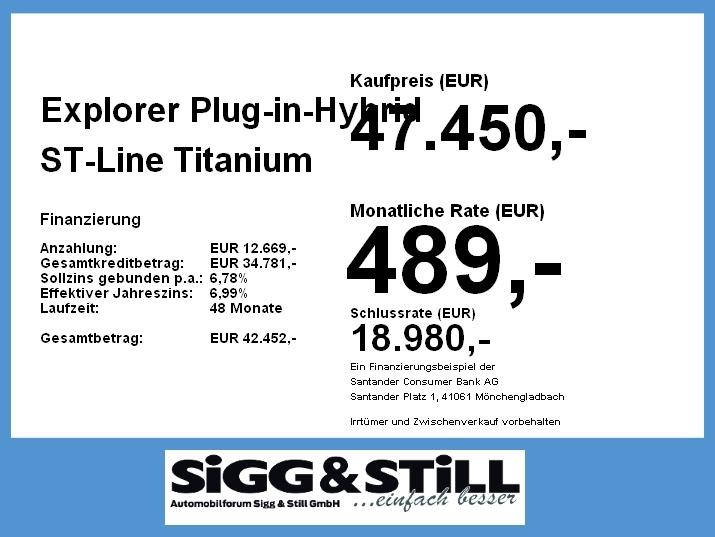 Kaufpreis (EUR)
Explorer Plug-in-Hybrid
47.450,-
ST-Line Titanium
Monatliche Rate (EUR)
489,-
Finanzierung
Anzahlung: EUR 12.669,-
Gesamtkreditbetrag: EUR 34.781,-
Sollzins gebunden p.a.: 6,78%
Effektiver Jahreszins: 6,99%
Laufzeit: 48 Monate
Gesamtbetrag: EUR 42.452,-
Schlussrate (EUR)
18.980,-
Ein Finanzierungsbeispiel der
Santander Consumer Bank AG
Santander Platz 1, 41061 Mönchengladbach
Irrtümer und Zwischenverkauf vorbehalten
SiGG & STiLL
Automobilforum Sigg & Still GmbH ...einfach besser